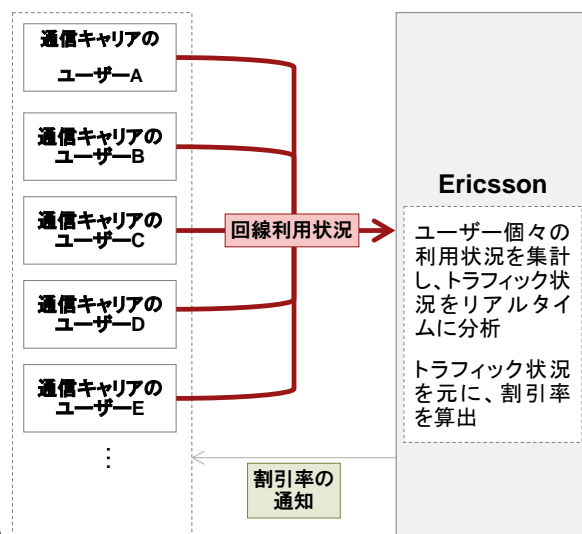 通信キャリアの
ユーザーA
通信キャリアの
ユーザーB
通信キャリアの
ユーザーC
通信キャリアの
ユーザーD
通信キャリアの
ユーザーE
⋮
回線利用状況
割引率の
通知
Ericsson
ユーザー個々の
利用状況を集計
し、トラフィック状
況をリアルタイ
ムに分析
トラフィック状況
を元に、割引率
を算出